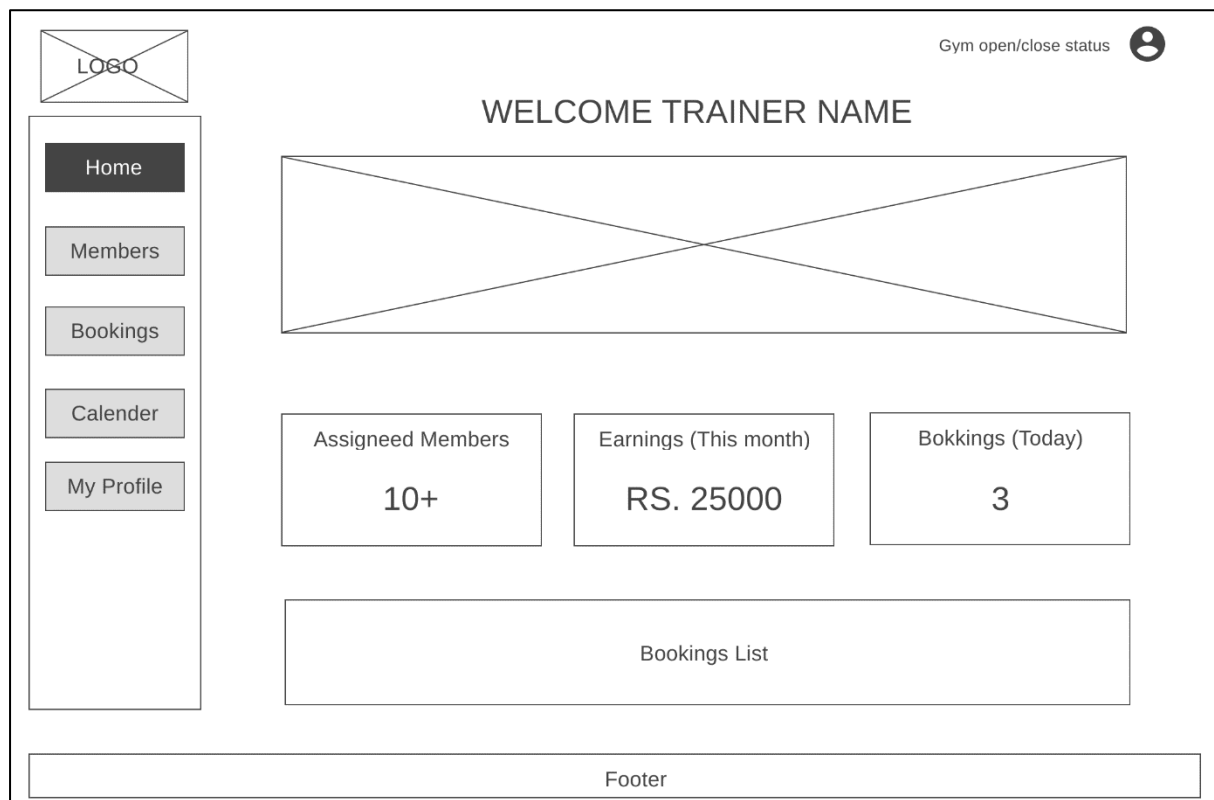 LOGO
Gym open/close status
WELCOME TRAINER NAME
Home
Members
Bookings
Calender
My Profile
Assigneed Members
10+
Earnings (This month)
RS. 25000
Bokkings (Today)
3
Bookings List
Footer